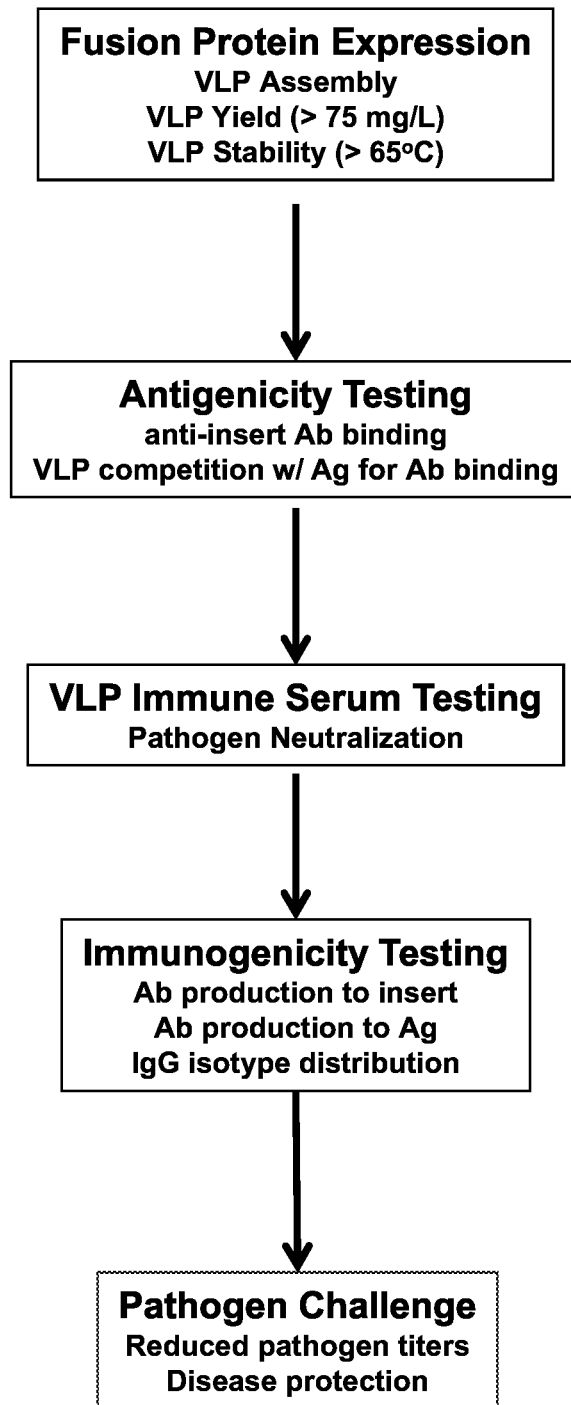 Fusion Protein Expression
VLP Assembly
VLP Yield (> 75 mg/L)
VLP Stability (> 65ºC)
Antigenicity Testing
anti-insert Ab binding
VLP competition w/ Ag for Ab binding
VLP Immune Serum Testing
Pathogen Neutralization
Immunogenicity Testing
Ab production to insert
Ab production to Ag
IgG isotype distribution
Pathogen Challenge
Reduced pathogen titers
Disease protection